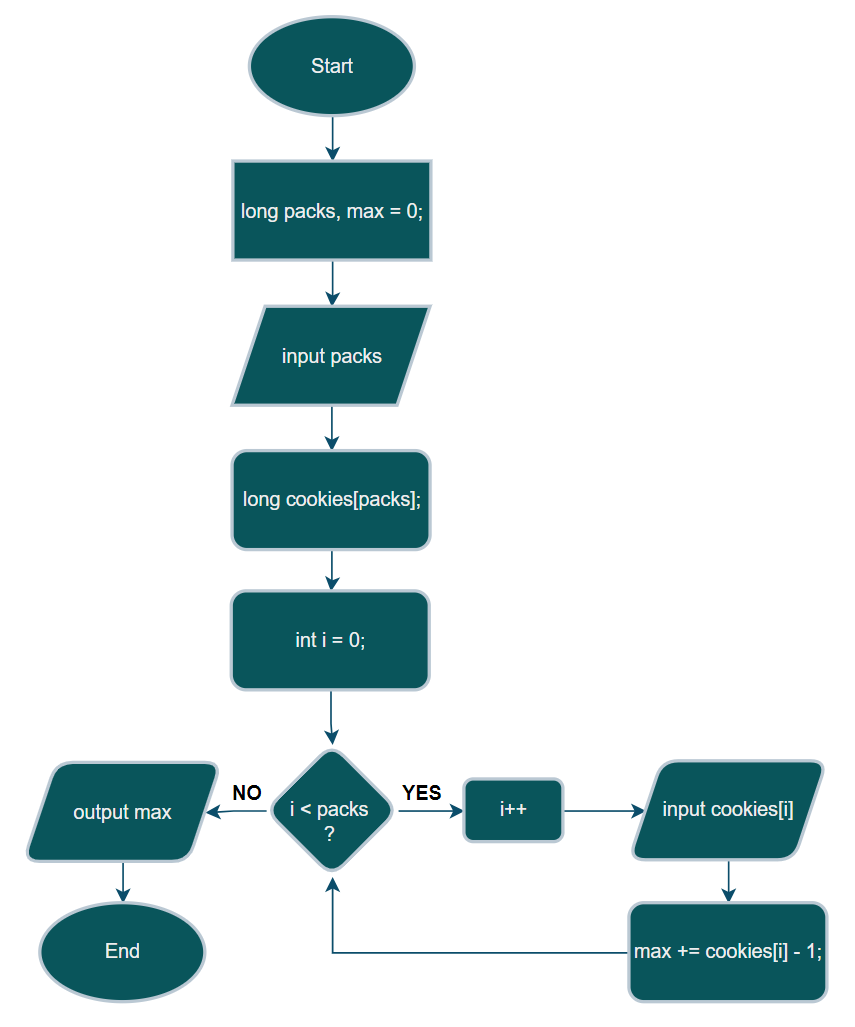 Start
long packs, max = 0;
input packs
long cookies[packs];
int i = 0;
i < packs
?
NO
output max
End
YES
i++
input cookies[i]
max += cookies[i] - 1;